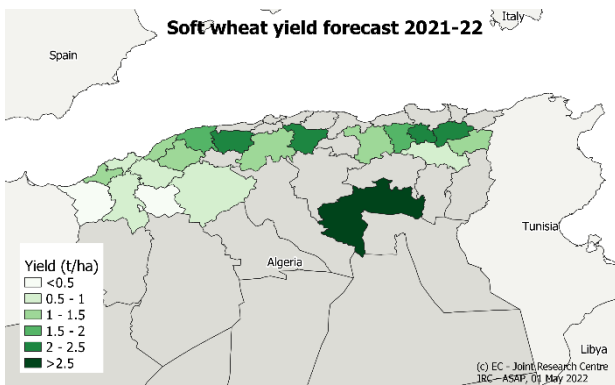 Soft wheat yield forecast 2021-22
Italy
Spain
Tunisia
Algeria
Libya
Yield (t/ha)
<0.5
0.5 - 1
1 - 1.5
1.5 - 2
2 - 2.5
>2.5
(c) EC - Joint Research Centre
IRC - ASAP, 01 May 2022